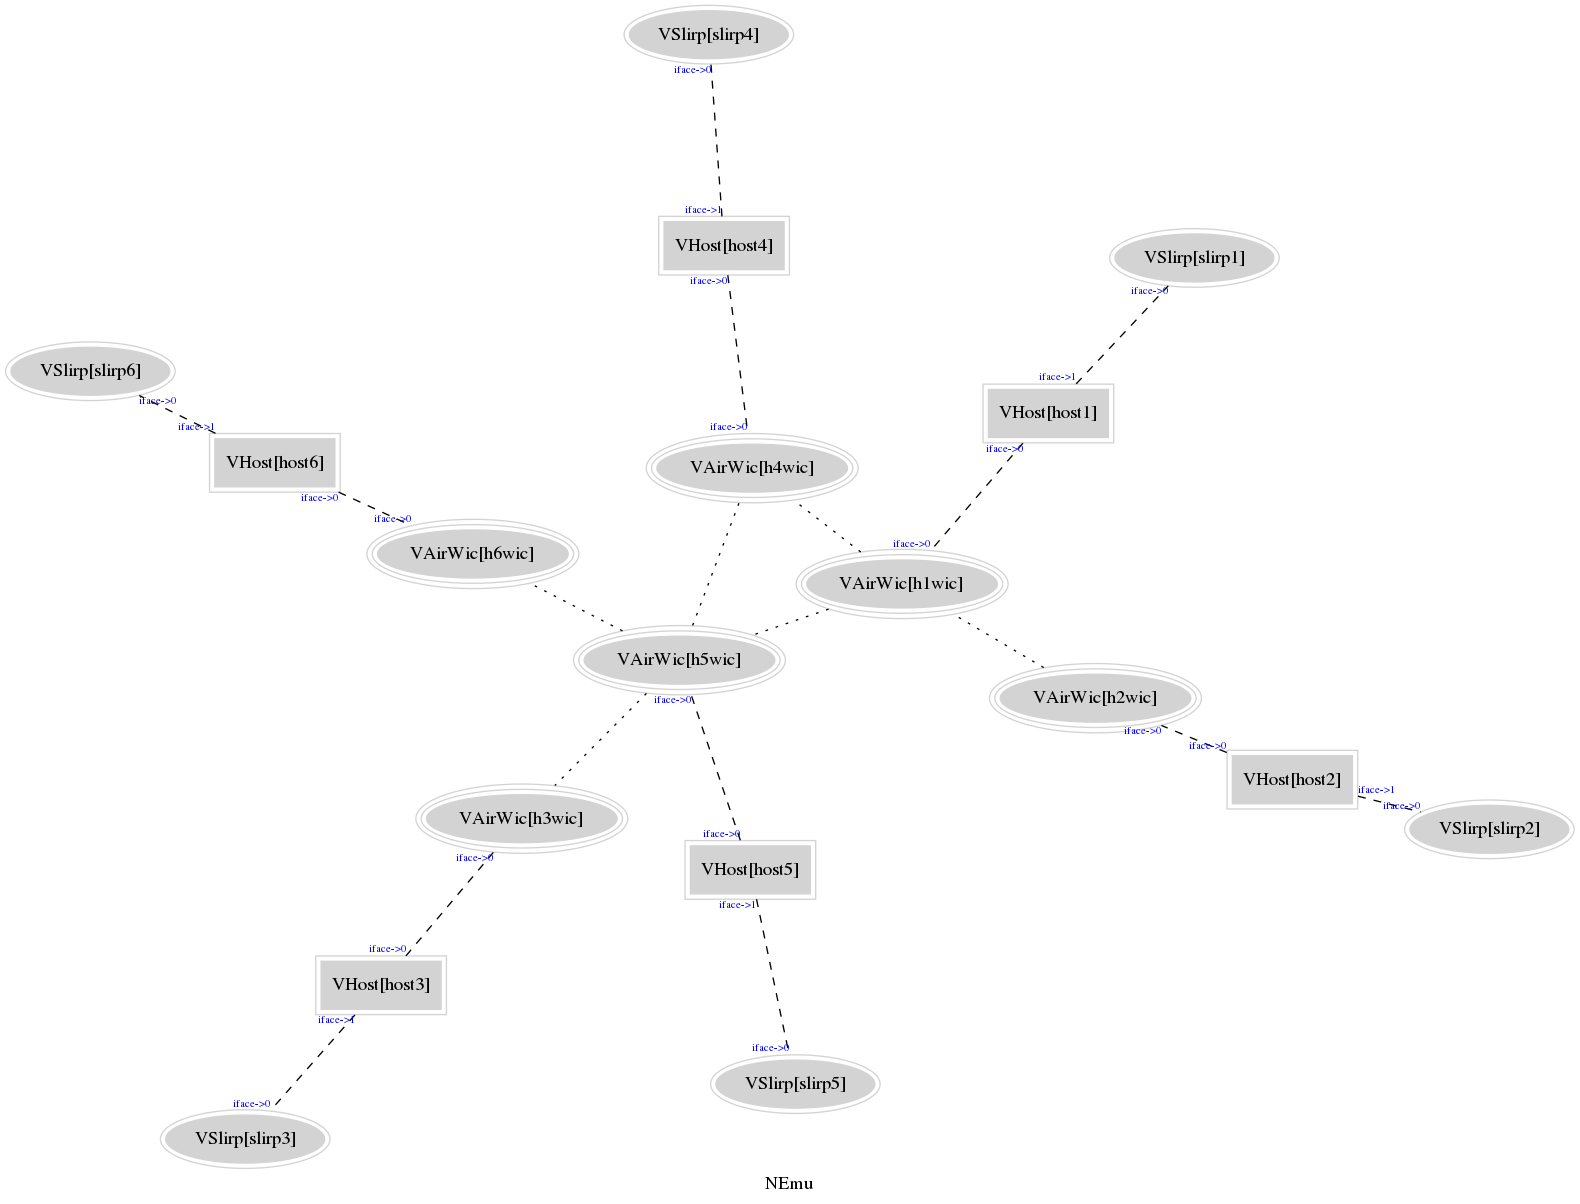 VSlirp[slirp4]
iface->0
iface->1
VHost[host4]
iface->0
VSlirp[slirp1]
iface->0
iface->1
VHost[host1]
iface->0
VSlirp[slirp6]
iface->0
iface->1
VHost[host6]
iface->0
iface->0
VAirWic[h4wic]
iface->0
VAirWic[h6wic]
iface->0
VAirWic[h1wic]
VAirWic[h5wic]
iface->0
VAirWic[h2wic]
iface->0
iface->0
VHost[host2]
iface->1
iface->0
VSlirp[slirp2]
VAirWic[h3wic]
iface->0
iface->0
VHost[host5]
iface->1
iface->0
VHost[host3]
iface->1
iface->0
VSlirp[slirp5]
iface->0
VSlirp[slirp3]
NEmu